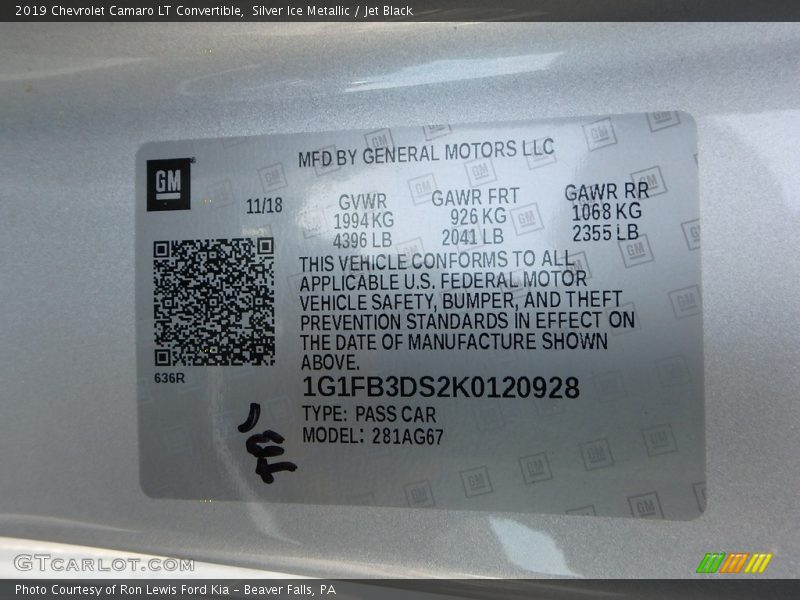 2019 Chevrolet Camaro LT Convertible,  Silver Ice Metallic / Jet Black
MFD BY GENERAL MOTORS LLC
GM
11/18
GVWR
1994 KG
4396 LB
GAWR FRT
926 KG
2041 LB
GAWR RR
1068 KG
2355 LB
THIS VEHICLE CONFORMS TO ALL
APPLICABLE U.S. FEDERAL MOTOR
VEHICLE SAFETY, BUMPER, AND THEFT
PREVENTION STANDARDS IN EFFECT ON
THE DATE OF MANUFACTURE SHOWN
ABOVE.
636R
1G1FB3DS2K0120928
TYPE: PASS CAR
MODEL: 281AG67
GTCARLOT.COM
Photo Courtesy of Ron Lewis Ford Kia – Beaver Falls, PA